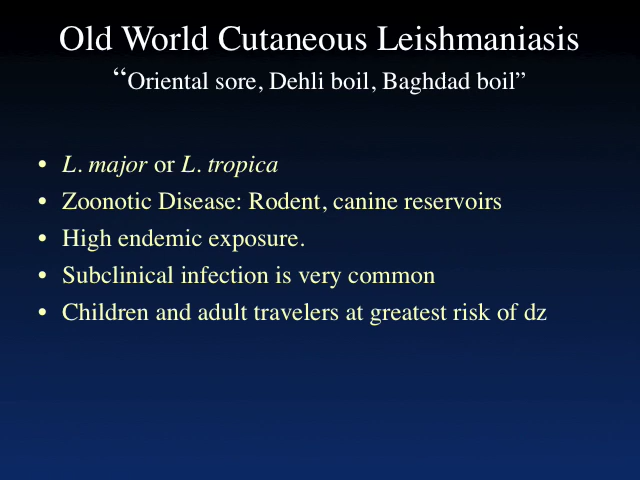 Old World Cutaneous Leishmaniasis
“Oriental sore, Dehli boil, Baghdad boil”
• L. major or L. tropica
• Zoonotic Disease: Rodent, canine reservoirs
• High endemic exposure.
• Subclinical infection is very common
• Children and adult travelers at greatest risk of dz